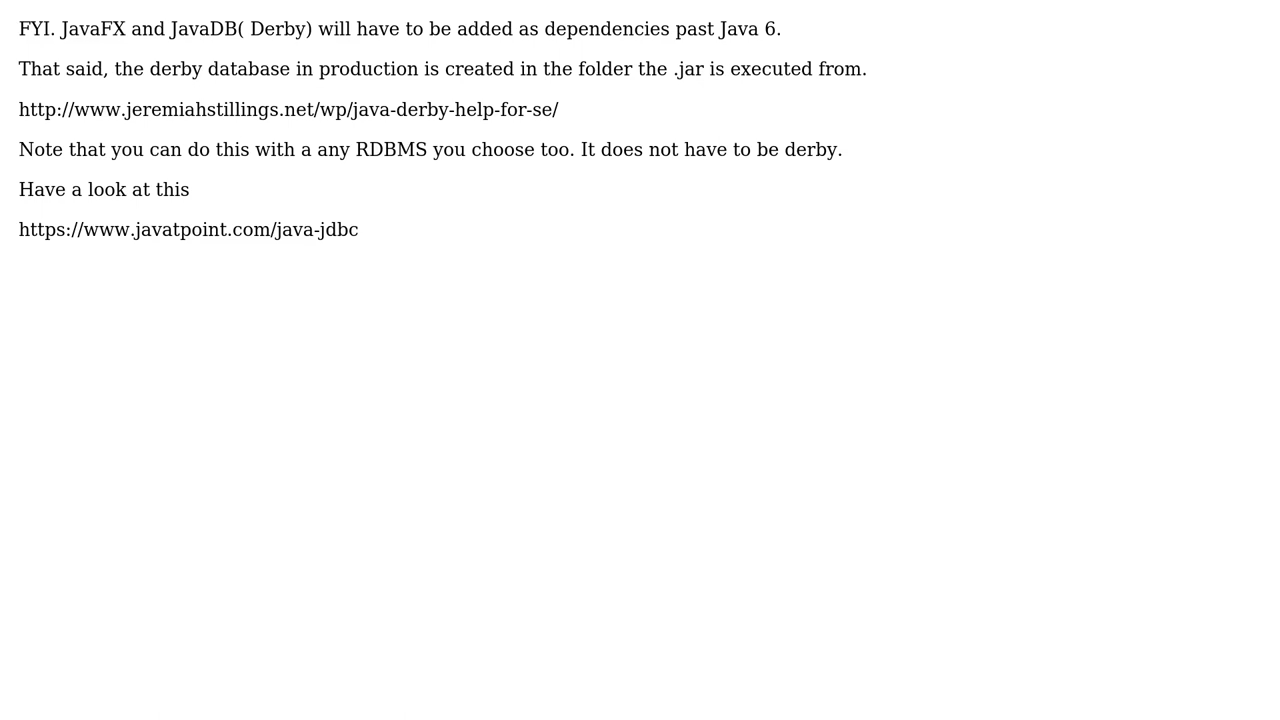 FYI. JavaFX and JavaDB( Derby) will have to be added as dependencies past Java 6.
That said, the derby database in production is created in the folder the .jar is executed from.
http://www.jeremiahstillings.net/wp/java-derby-help-for-se/
Note that you can do this with a any RDBMS you choose too. It does not have to be derby.
Have a look at this
https://www.javatpoint.com/java-jdbc